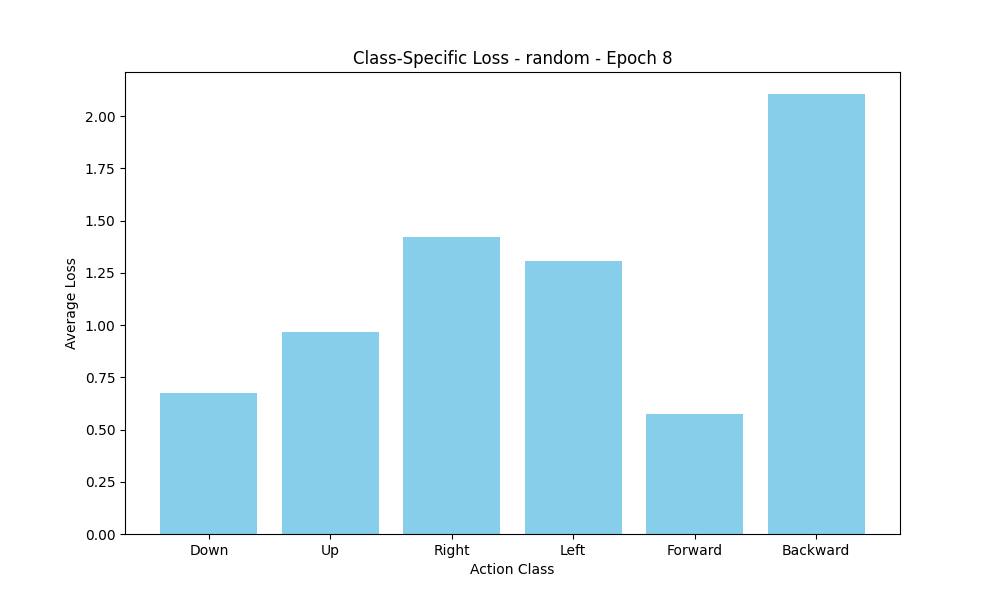 Class-Specific Loss - random - Epoch 8
Average Loss
2.00
1.75
1.50
1.25
1.00
0.75
0.50
0.25
0.00
Down Up Right Left Forward Backward
Action Class